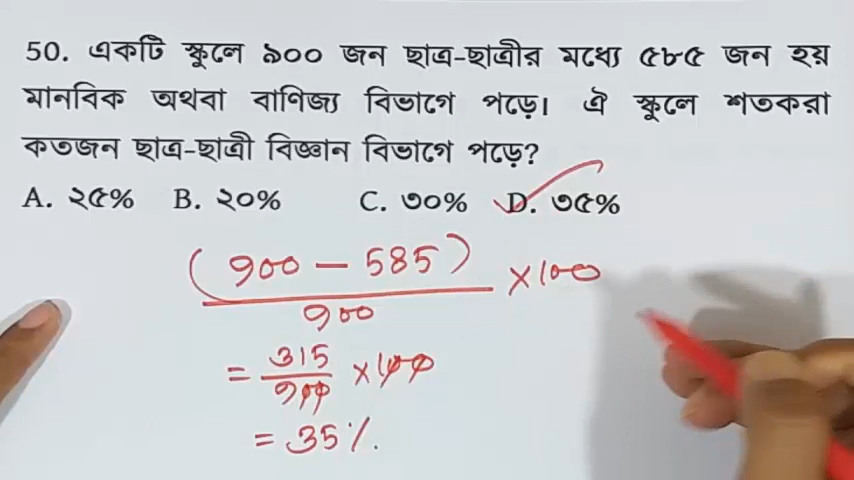 50. একটি স্কুলে ৯০০ জন ছাত্র-ছাত্রীর মধ্যে ৫৮৫ জন হয়
মানবিক অথবা বাণিজ্য বিভাগে পড়ে। ঐ স্কুলে শতকরা
কতজন ছাত্র-ছাত্রী বিজ্ঞান বিভাগে পড়ে?
A. ২৫% B. ২০% C. ৩০% D. ৩৫%
(900 - 585)
× 100
900
= 315/900 × 100
= 35%.